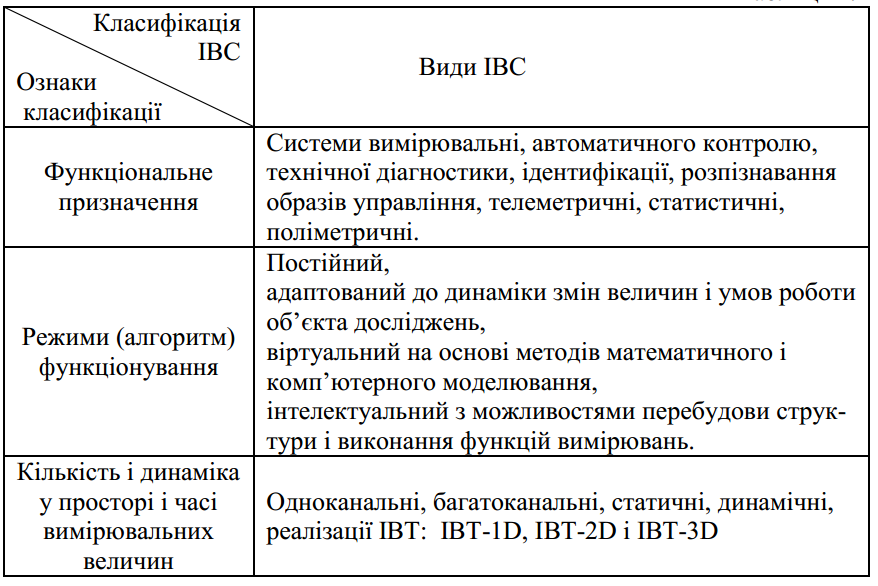 Класифікація
ІВС
Ознаки
класифікації
Види ІВС
Функціональне
призначення
Системи вимірювальні, автоматичного контролю,
технічної діагностики, ідентифікації, розпізнавання
образів управління, телеметричні, статистичні,
поліметричні.
Режими (алгоритм)
функціонування
Постійний,
адаптований до динаміки змін величин і умов роботи
об’єкта досліджень,
віртуальний на основі методів математичного і
комп’ютерного моделювання,
інтелектуальний з можливостями перебудови струк-
тури і виконання функцій вимірювань.
Кількість і динаміка
у просторі і часі
вимірювальних
величин
Одноканальні, багатоканальні, статичні, динамічні,
реалізації ІВТ: ІВТ-1D, ІВТ-2D і ІВТ-3D